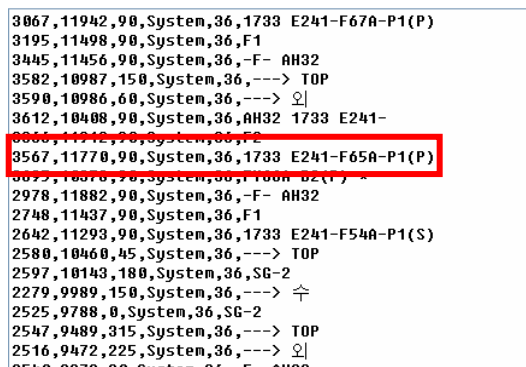 3067,11942,90,System,36,1733 E241-F67A-P1(P)
3195,11498,90,System,36,F1
3445,11456,90,System,36,-F- AH32
3582,10987,150,System,36,---> TOP
3590,10986,60,System,36,---> 외
3612,10408,90,System,36,AH32 1733 E241-
3567,11770,90,System,36,1733 E241-F65A-P1(P)
2978,11882,90,System,36,-F- AH32
2748,11437,90,System,36,F1
2642,11293,90,System,36,1733 E241-F54A-P1(S)
2580,10460,45,System,36,---> TOP
2597,10143,180,System,36,SG-2
2279,9989,150,System,36,---> 수
2525,9788,0,System,36,SG-2
2547,9489,315,System,36,---> TOP
2516,9472,225,System,36,---> 외